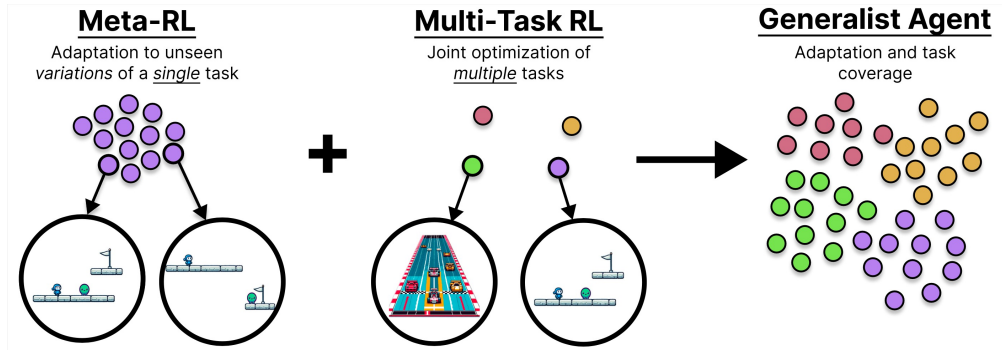 Meta-RL
Adaptation to unseen
variations of a single task
Multi-Task RL
Joint optimization of
multiple tasks
Generalist Agent
Adaptation and task
coverage